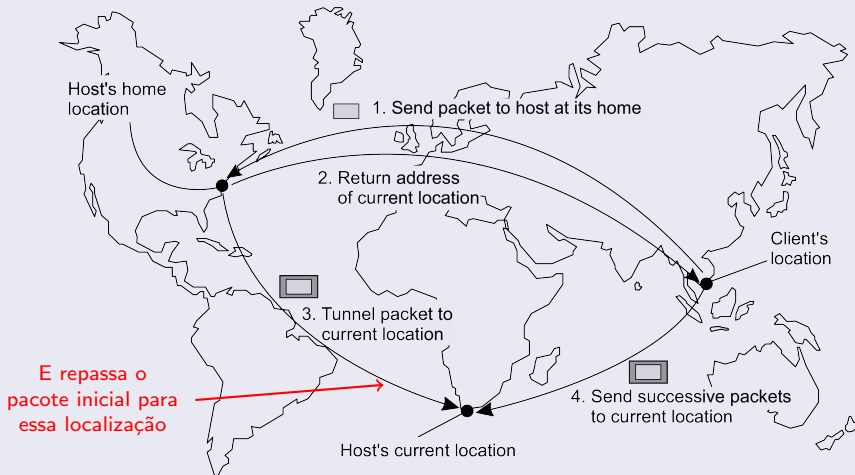 Host's home
location
1. Send packet to host at its home
2. Return address
of current location
Client's
location
3. Tunnel packet to
current location
E repassa o
pacote inicial para
essa localização
4. Send successive packets
to current location
Host's current location